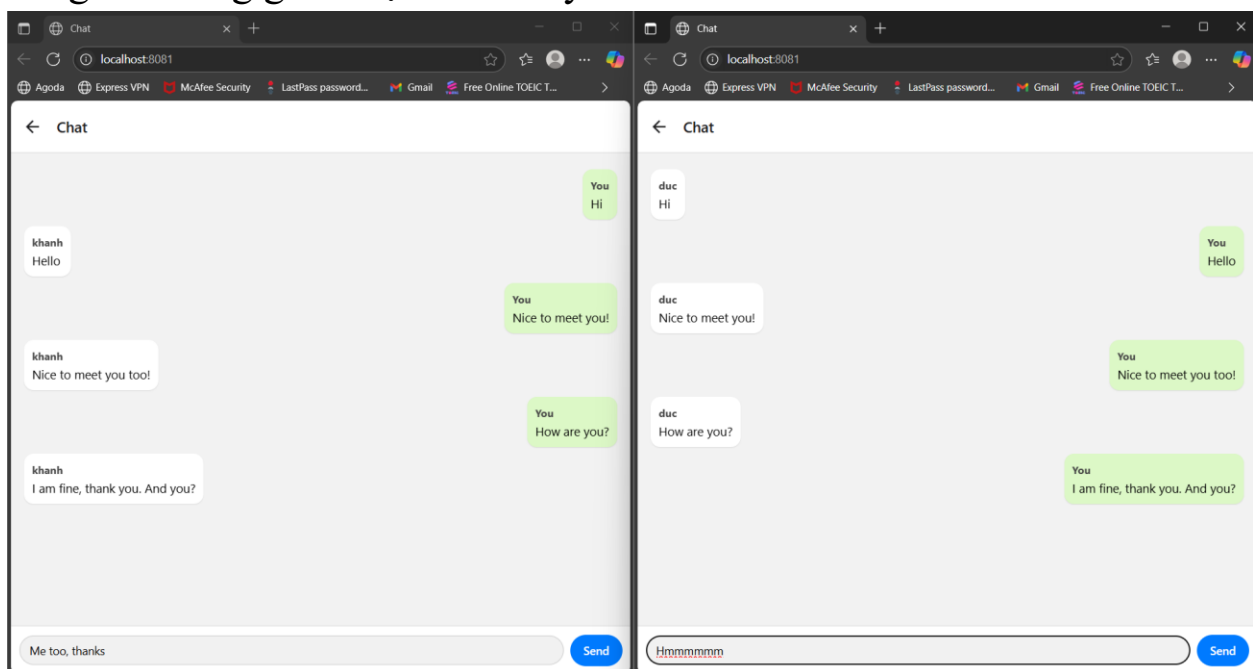 Chat
localhost:8081
Agoda
Express VPN
McAfee Security
LastPass password...
Gmail
Free Online TOEIC T...
Chat
You
Hi
khanh
Hello
You
Nice to meet you!
khanh
Nice to meet you too!
You
How are you?
khanh
I am fine, thank you. And you?
Me too, thanks
Send
Chat
localhost:8081
Agoda
Express VPN
McAfee Security
LastPass password...
Gmail
Free Online TOEIC T...
Chat
duc
Hi
You
Hello
duc
Nice to meet you!
You
Nice to meet you too!
duc
How are you?
You
I am fine, thank you. And you?
Hmmmmmm
Send